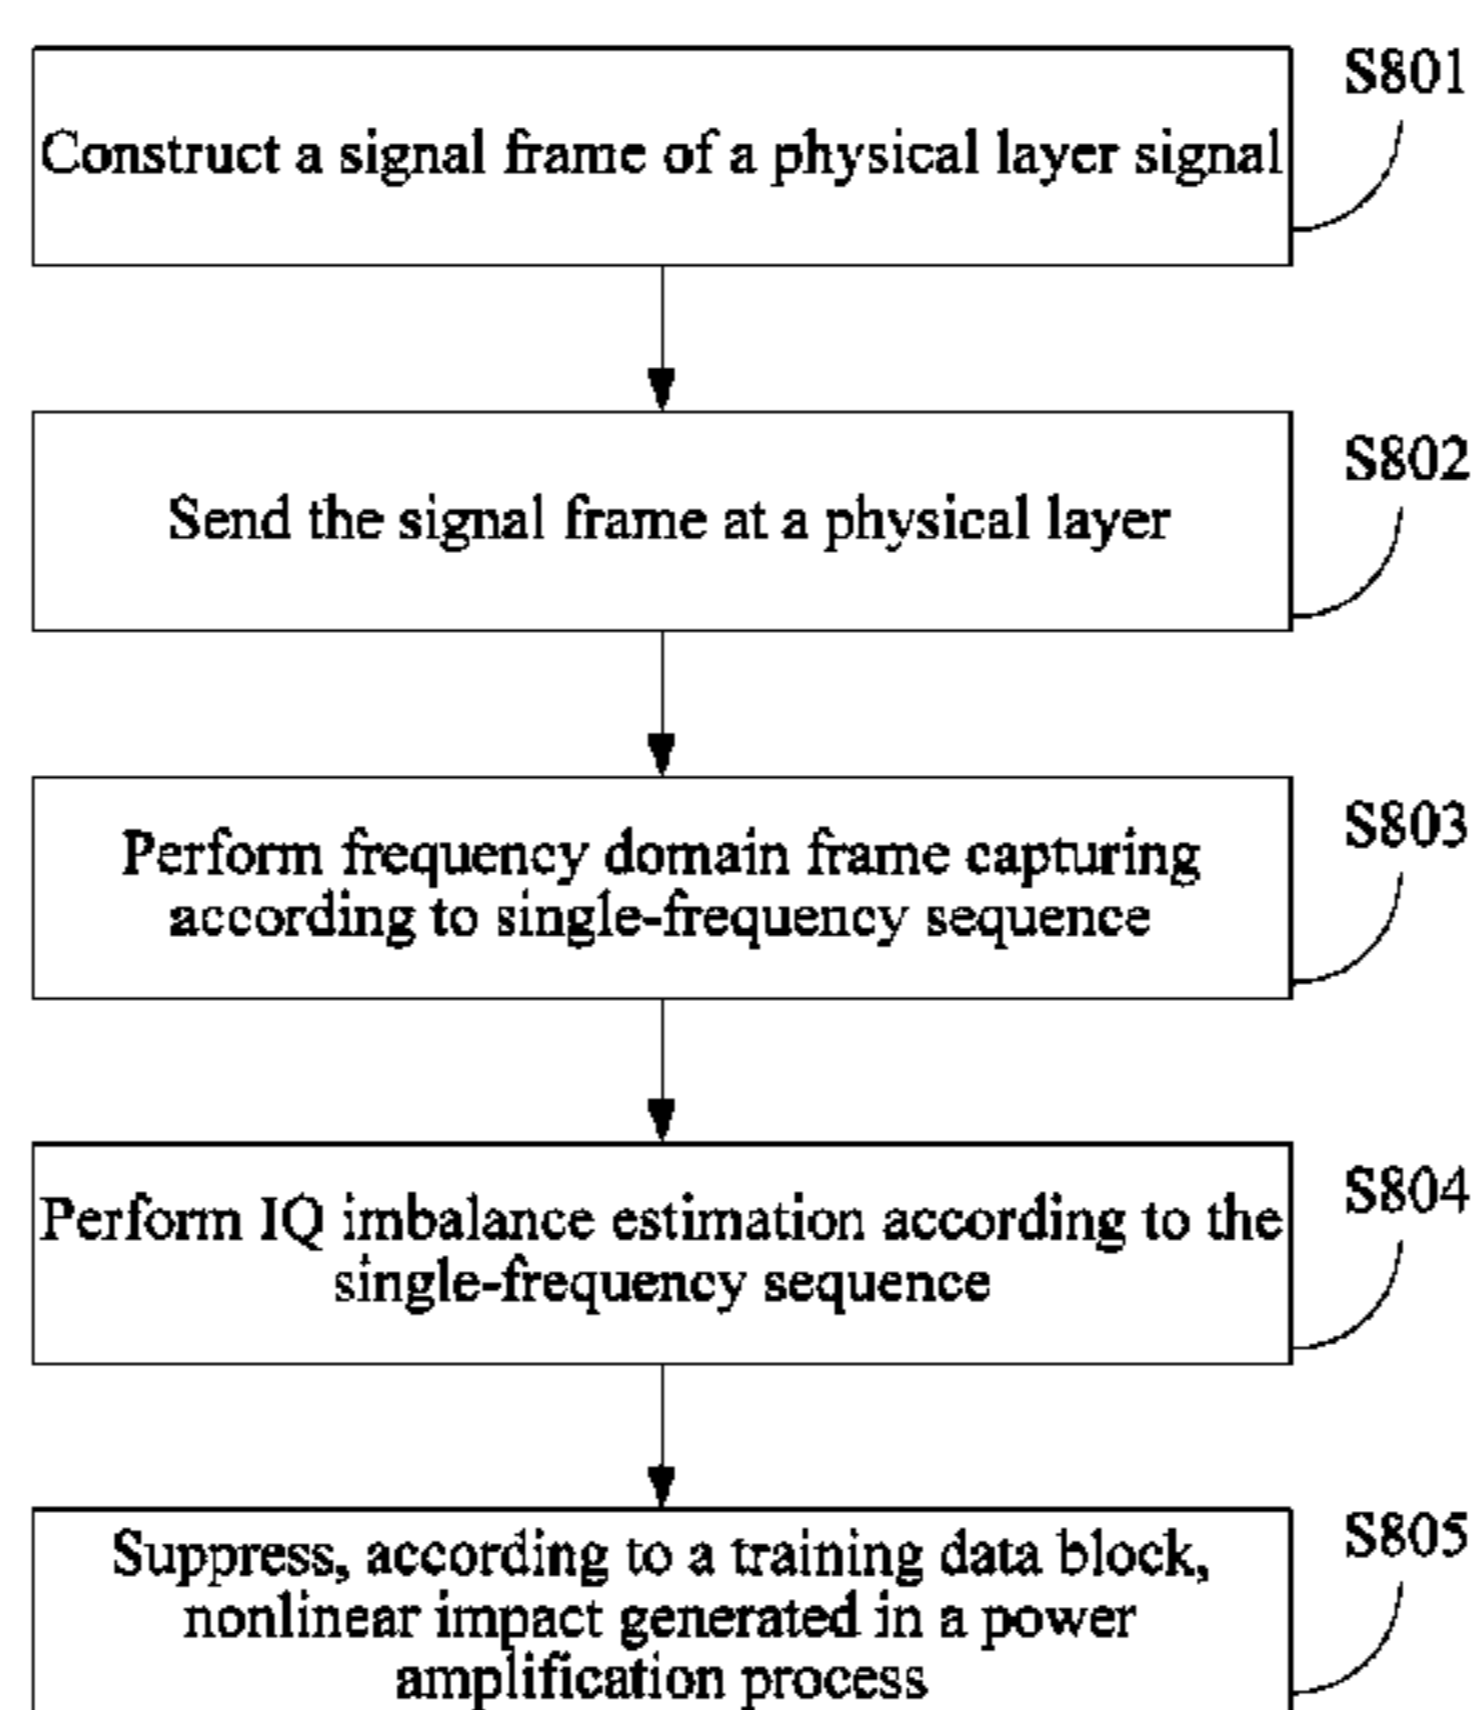 S801
Construct a signal frame of a physical layer signal
S802
Send the signal frame at a physical layer
S803
Perform frequency domain frame capturing
according to single-frequency sequence
S804
Perform IQ imbalance estimation according to the
single-frequency sequence
S805
Suppress, according to a training data block,
nonlinear impact generated in a power
amplification process